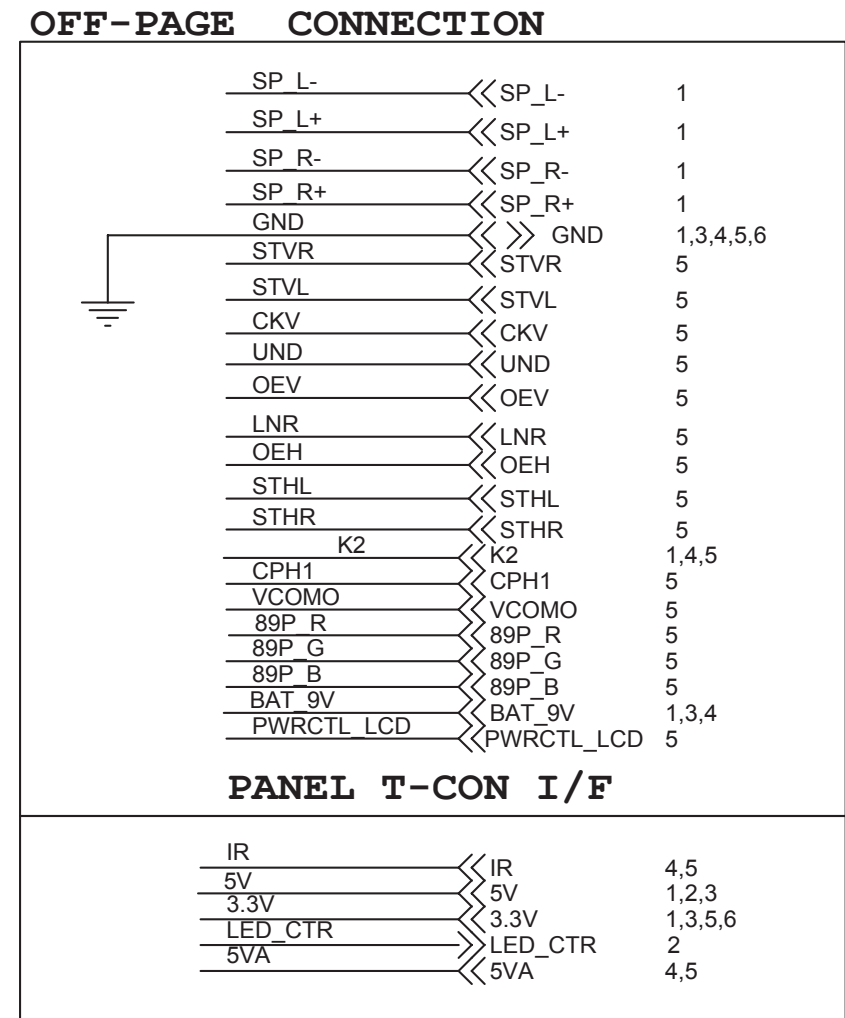 OFF-PAGE CONNECTION
SP_L- SP_L- 1
SP_L+ SP_L+ 1
SP_R- SP_R- 1
SP_R+ SP_R+ 1
GND GND 1,3,4,5,6
STVR STVR 5
STVL STVL 5
CKV CKV 5
UND UND 5
OEV OEV 5
LNR LNR 5
OEH OEH 5
STHL STHL 5
STHR STHR 5
K2 K2 1,4,5
CPH1 CPH1 5
VCOMO VCOMO 5
89P_R 89P_R 5
89P_G 89P_G 5
89P_B 89P_B 5
BAT_9V BAT_9V 1,3,4
PWRCTL_LCD PWRCTL_LCD 5
PANEL T-CON I/F
IR IR 4,5
5V 5V 1,2,3
3.3V 3.3V 1,3,5,6
LED_CTR LED_CTR 2
5VA 5VA 4,5